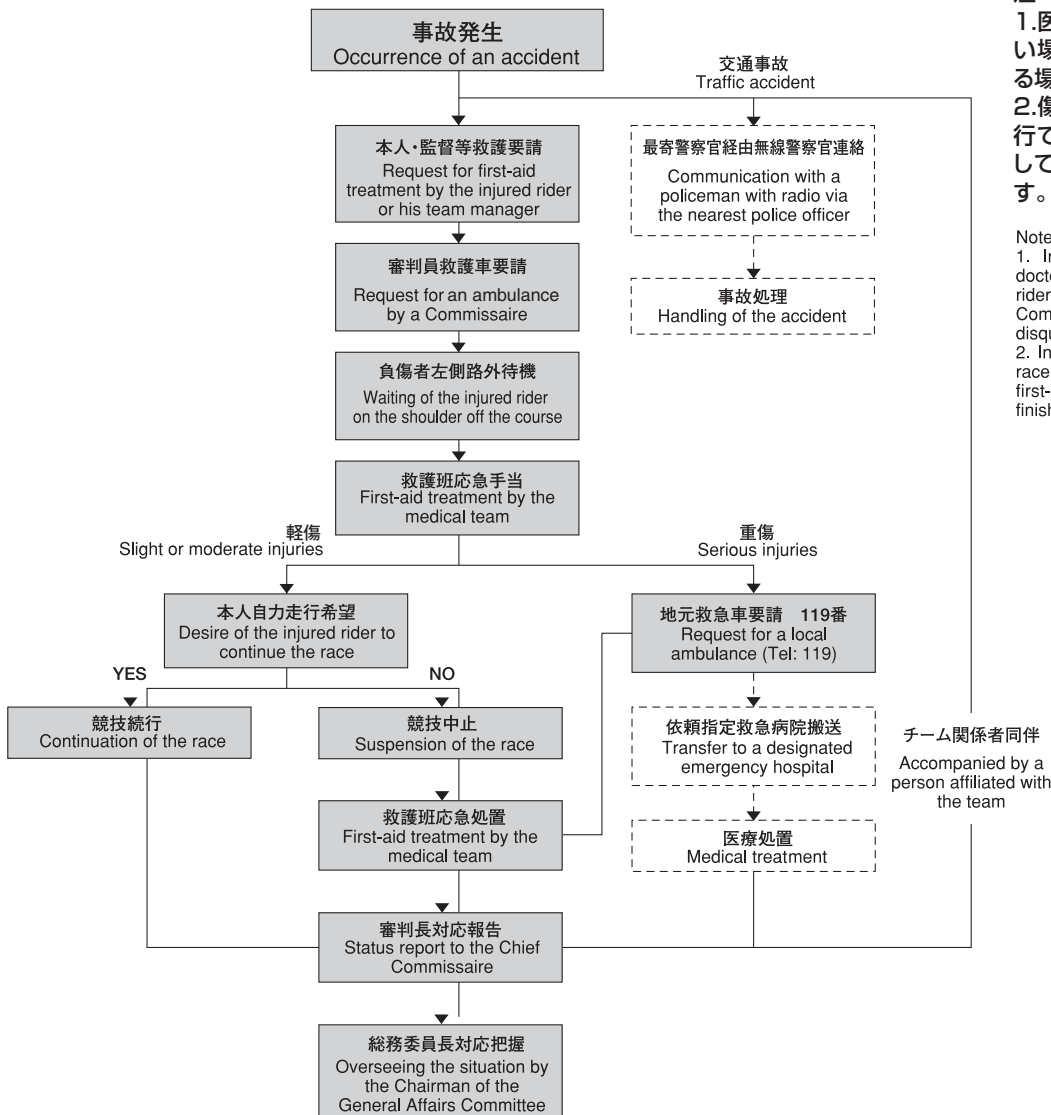 事故発生
Occurrence of an accident
交通事故
Traffic accident
本人・監督等救護要請
Request for first-aid
treatment by the injured rider
or his team manager
最寄警察官経由無線警察官連絡
Communication with a
policeman with radio via
the nearest police officer
審判員救護車要請
Request for an ambulance
by a Commissaire
事故処理
Handling of the accident
負傷者左側路外待機
Waiting of the injured rider
on the shoulder off the course
救護班応急手当
First-aid treatment by the
medical team
軽傷
Slight or moderate injuries
重傷
Serious injuries
本人自力走行希望
Desire of the injured rider to
continue the race
地元救急車要請 119番
Request for a local
ambulance (Tel: 119)
YES
NO
競技続行
Continuation of the race
競技中止
Suspension of the race
依頼指定救急病院搬送
Transfer to a designated
emergency hospital
チーム関係者同伴
Accompanied by a
person affiliated with
the team
救護班応急処置
First-aid treatment by the
medical team
医療処置
Medical treatment
審判長対応報告
Status report to the Chief
Commissaire
総務委員長対応把握
Overseeing the situation by
the Chairman of the
General Affairs Committee
1.医
い場
る場
2.傷
行で
して
す。
Note
1. In
docto
rider
Com
disqu
2. In
race
first-
finish